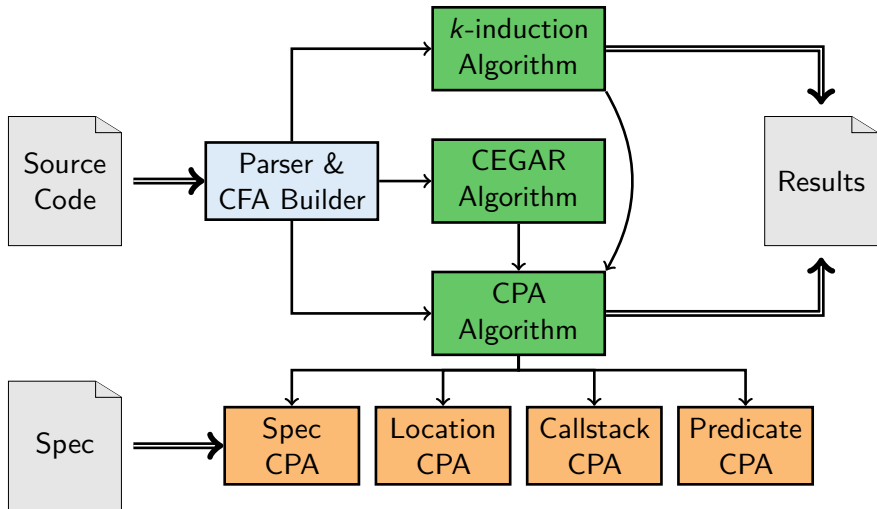 k-induction
Algorithm
Source
Code
Parser &
CFA Builder
CEGAR
Algorithm
Results
CPA
Algorithm
Spec
Spec
CPA
Location
CPA
Callstack
CPA
Predicate
CPA